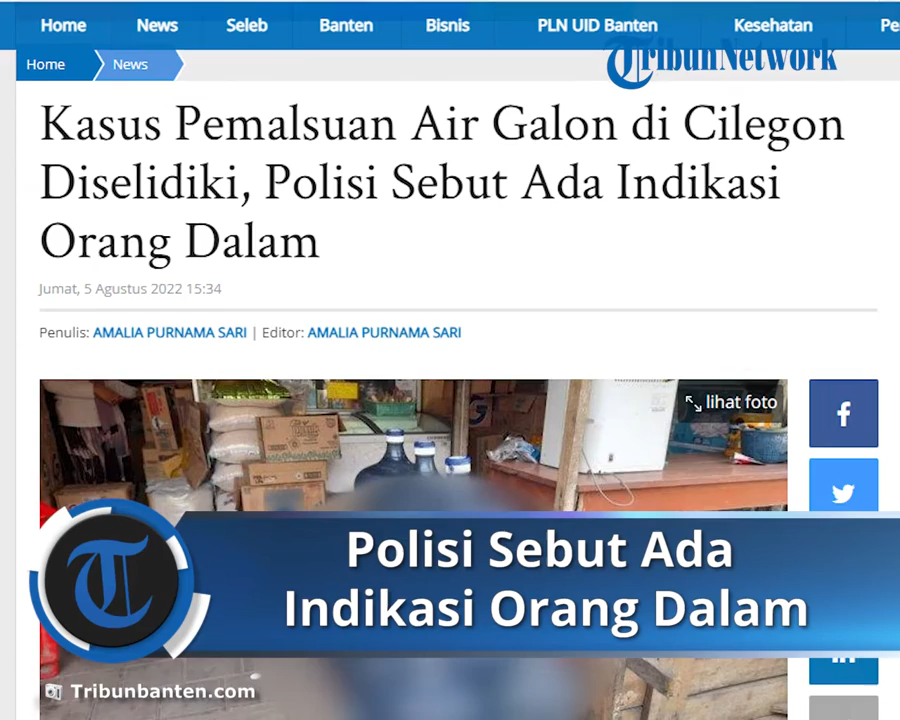 Home News Seleb Banten Bisnis PLN UID Banten Kesehatan Pe
Home News
TribunNetwork
Kasus Pemalsuan Air Galon di Cilegon
Diselidiki, Polisi Sebut Ada Indikasi
Orang Dalam
Jumat, 5 Agustus 2022 15:34
Penulis: AMALIA PURNAMA SARI | Editor: AMALIA PURNAMA SARI
lihat foto
Polisi Sebut Ada
Indikasi Orang Dalam
Tribunbanten.com